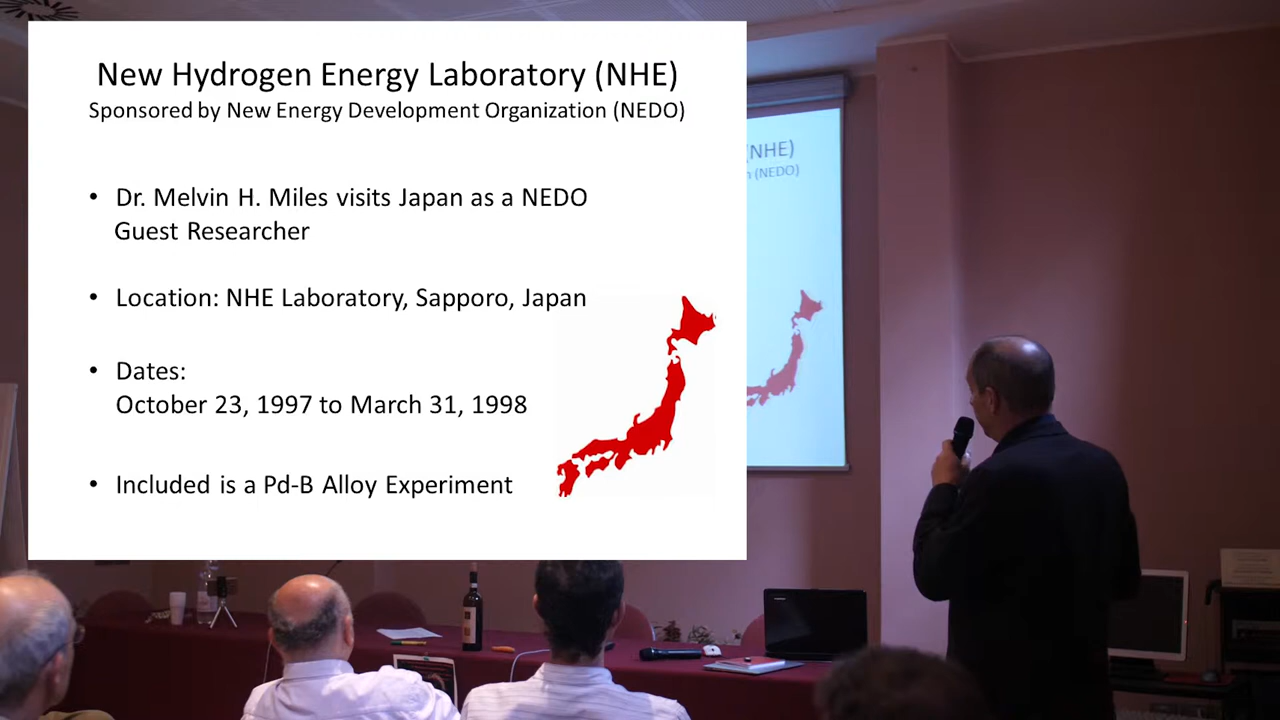 New Hydrogen Energy Laboratory (NHE)
Sponsored by New Energy Development Organization (NEDO)
• Dr. Melvin H. Miles visits Japan as a NEDO
Guest Researcher
• Location: NHE Laboratory, Sapporo, Japan
• Dates:
October 23, 1997 to March 31, 1998
• Included is a Pd-B Alloy Experiment
(NHE)
n (NEDO)